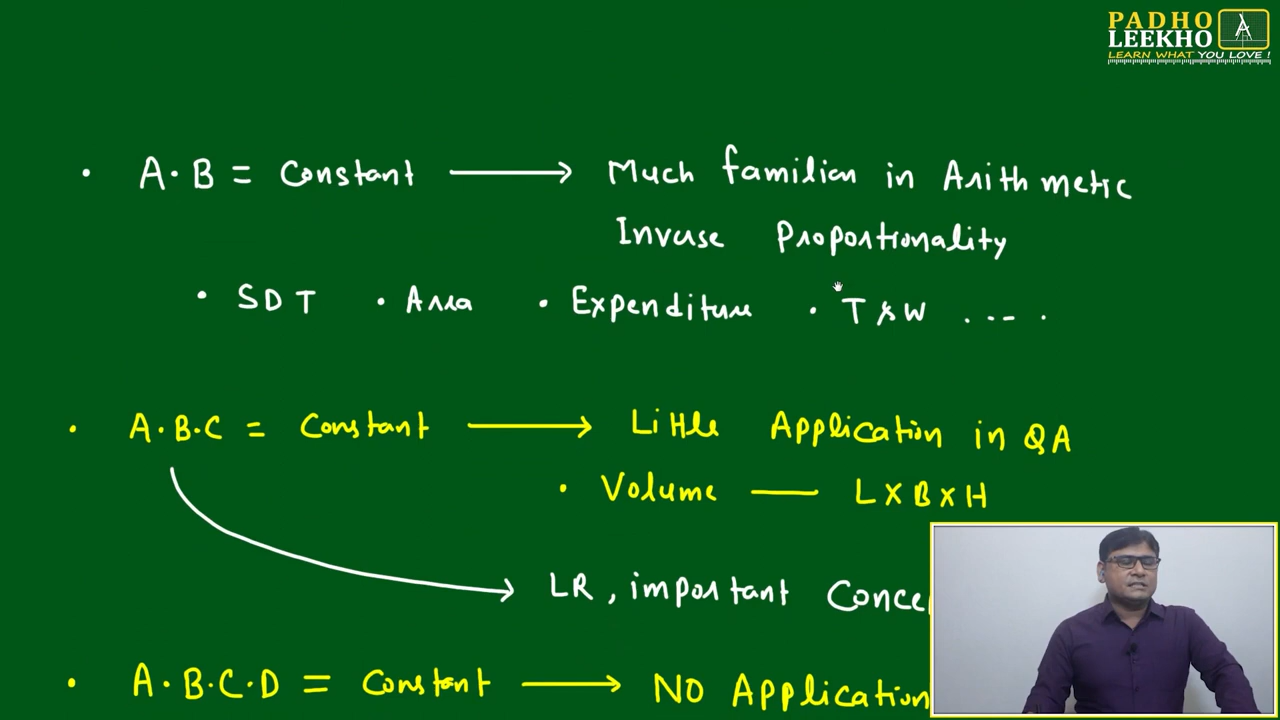 PADHO
LEEKHO
LEARN WHAT YOU LOVE !
• A·B = Constant → Much familiar in Arithmetic
Inverse Proportionality
• SDT • Area • Expenditure • T&W ... .
• A·B·C = Constant → Little Application in QA
• Volume — L×B×H
LR, important
• A·B·C·D = Constant → NO Application